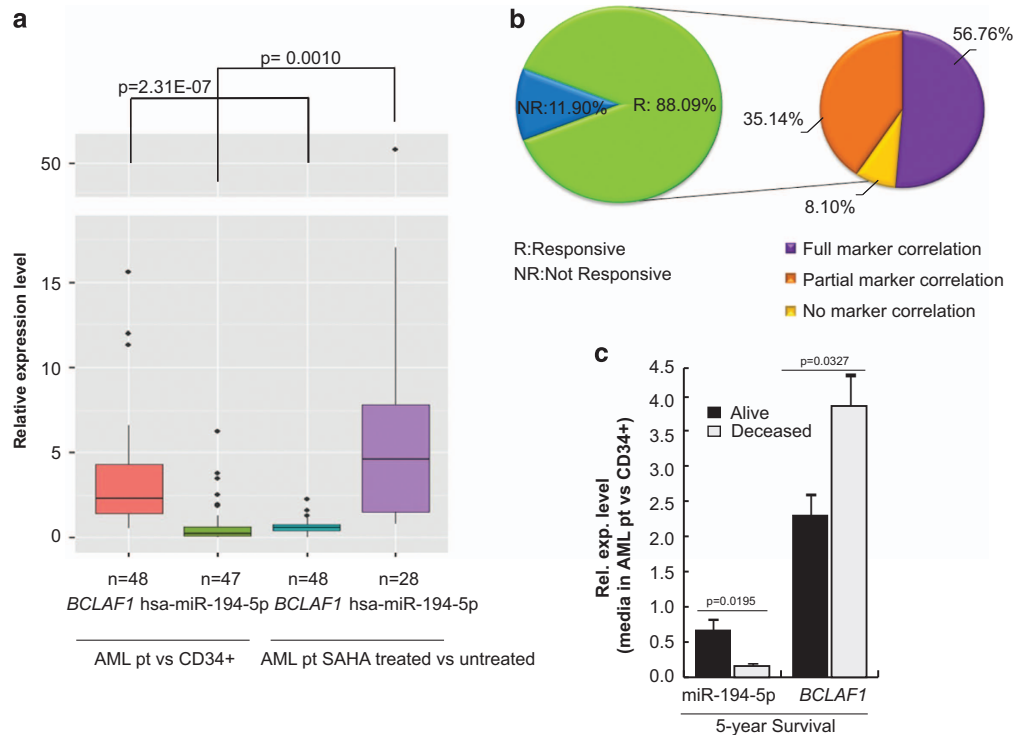 a
p= 0.0010
p=2.31E-07
50
15
10
5
0
Relative expression level
n=48
n=47
n=48
n=28
BCLAF1 hsa-miR-194-5p BCLAF1 hsa-miR-194-5p
AML pt vs CD34+
AML pt SAHA treated vs untreated
b
NR:11.90%
R: 88.09%
56.76%
35.14%
8.10%
R:Responsive
NR:Not Responsive
Full marker correlation
Partial marker correlation
No marker correlation
c
Rel. exp. level
(media in AML pt vs CD34+)
4.5
4.0
3.5
3.0
2.5
2.0
1.5
1.0
0.5
0.0
p=0.0327
Alive
Deceased
p=0.0195
miR-194-5p
BCLAF1
5-year Survival